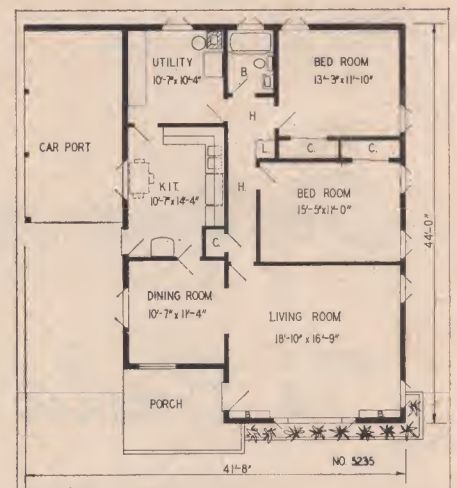 UTILITY
10'-7" x 10'-4"
B.
BED ROOM
13'-3" x 11'-10"
H.
CAR PORT
L.
C.
C.
KIT.
10'-7" x 14'-4"
H.
BED ROOM
15'-5" x 11'-0"
44'-0"
C.
DINING ROOM
10'-7" x 11'-4"
LIVING ROOM
18'-10" x 16'-9"
PORCH
B.
B.
41'-8"
NO. 5235